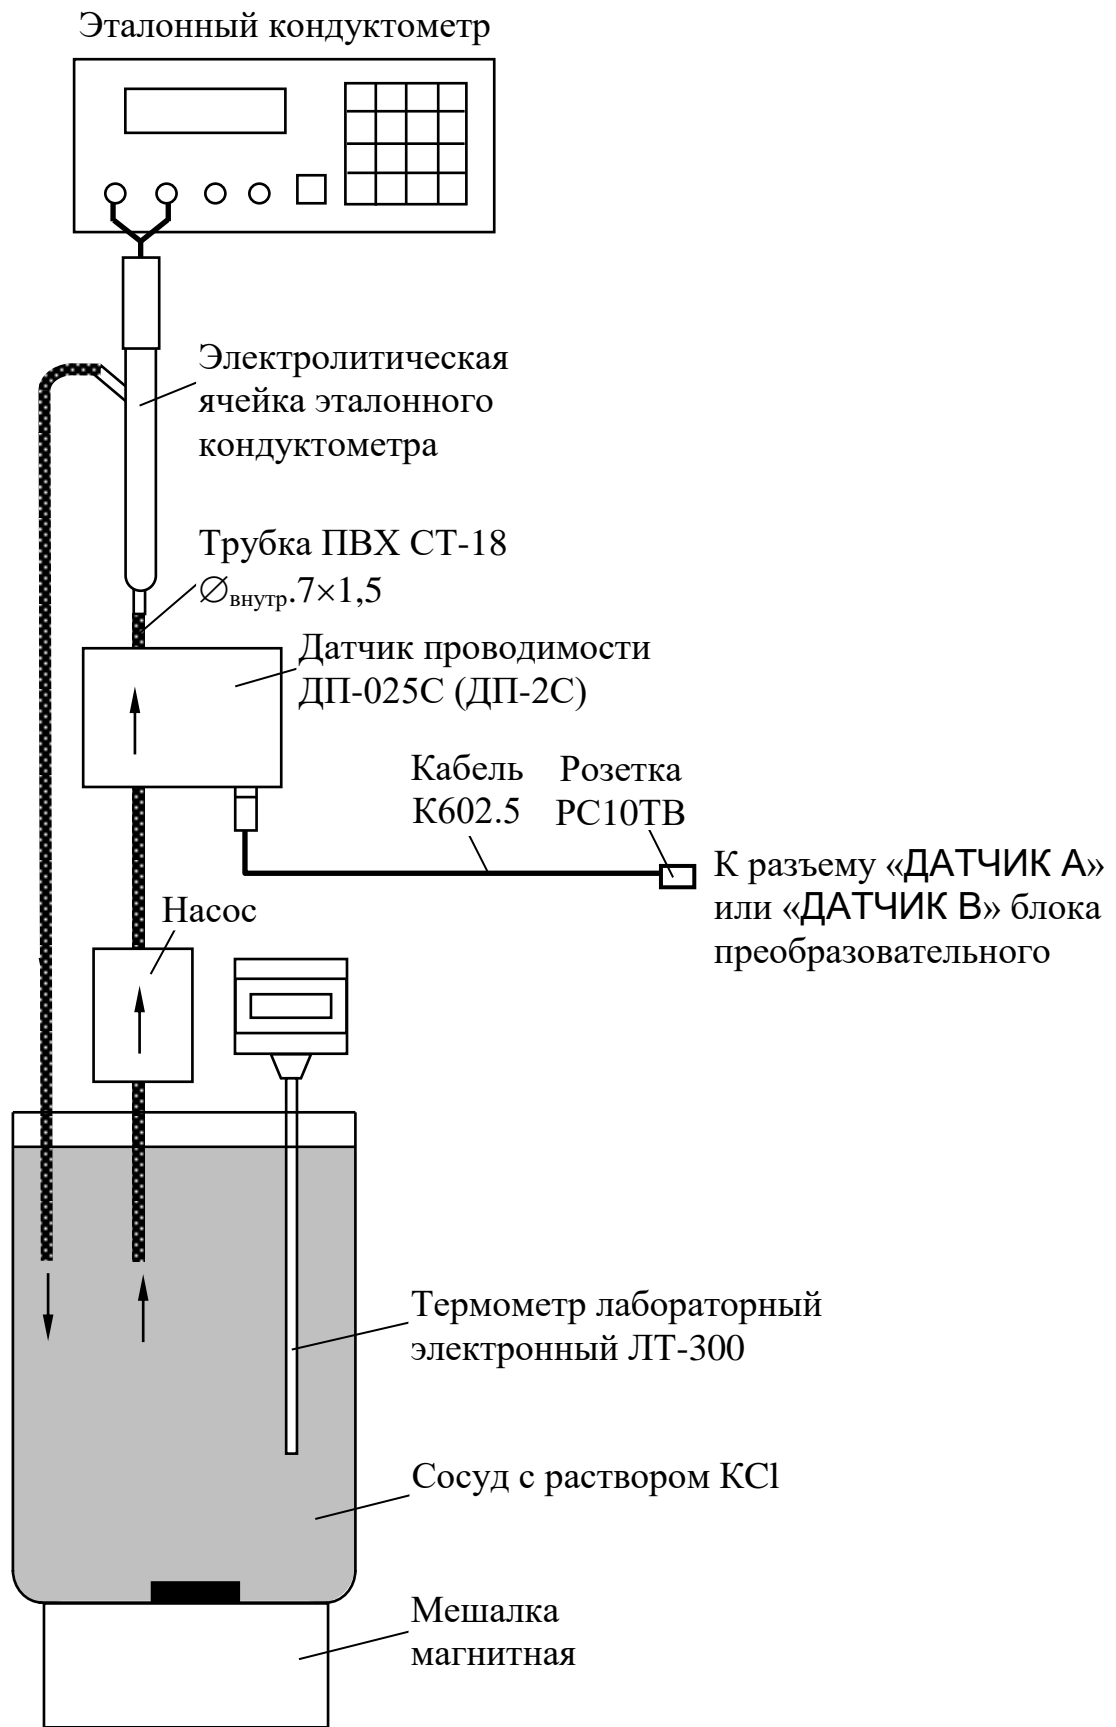 Эталонный кондуктометр
Электролитическая
ячейка эталонного
кондуктометра
Трубка ПВХ СТ-18
∅внутр.7×1,5
Датчик проводимости
ДП-025С (ДП-2С)
Кабель
К602.5
Розетка
РС10ТВ
К разъему «ДАТЧИК А»
или «ДАТЧИК В» блока
преобразовательного
Насос
Термометр лабораторный
электронный ЛТ-300
Сосуд с раствором KCl
Мешалка
магнитная